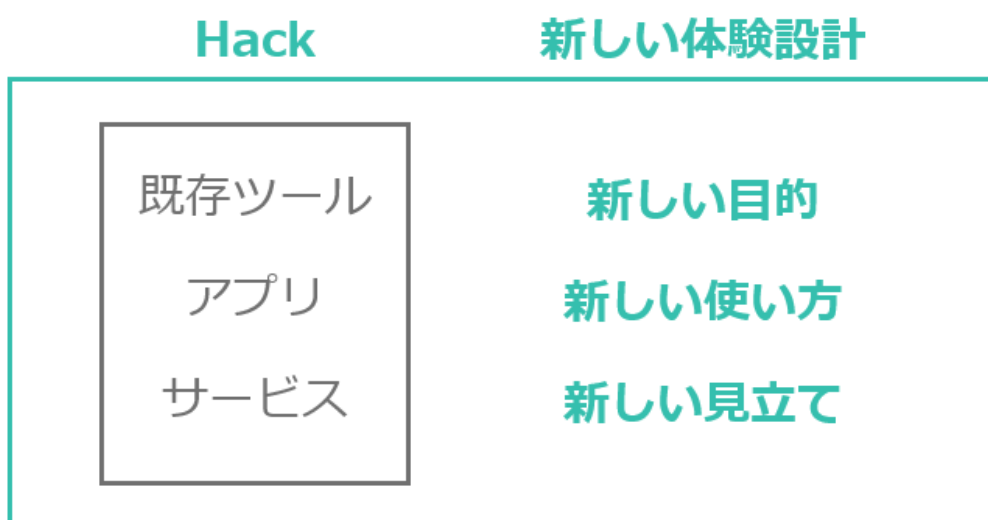 Hack 新しい体験設計
既存ツール
アプリ
サービス
新しい目的
新しい使い方
新しい見立て